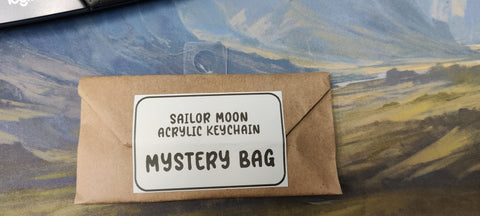 SAILOR MOON
ACRYLIC KEYCHAIN
MYSTERY BAG